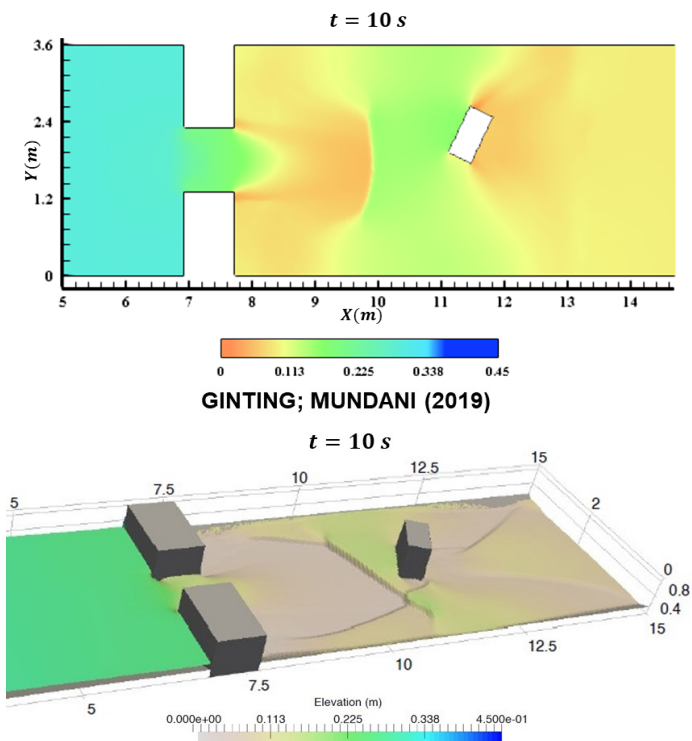 t = 10 s
3.6
2.4
1.2
0
Y(m)
5 6 7 8 9 10 11 12 13 14
X(m)
0 0.113 0.225 0.338 0.45
GINTING; MUNDANI (2019)
t = 10 s
5 7.5 10 12.5 15
2
0
0.8
0.4
5 7.5 10 12.5 15
Elevation (m)
0.000e+00 0.113 0.225 0.338 4.500e-01